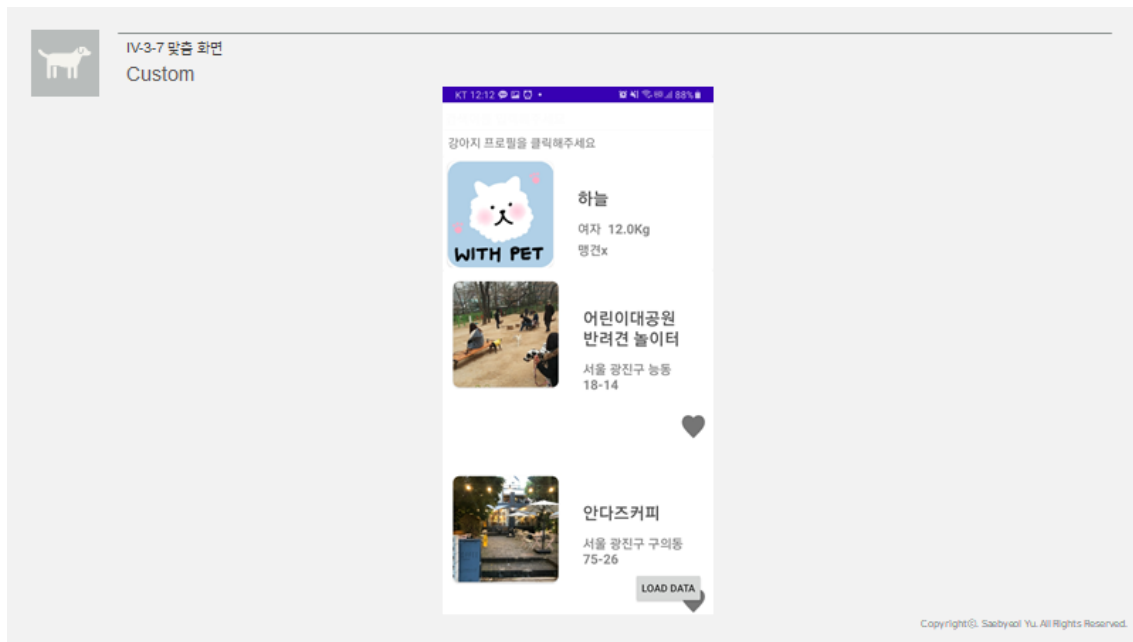 IV-3-7 맞춤 화면
Custom
KT 12:12
88%
강아지 프로필을 클릭해주세요
WITH PET
하늘
여자 12.0Kg
맹견x
어린이대공원
반려견 놀이터
서울 광진구 능동
18-14
안다즈커피
서울 광진구 구의동
75-26
LOAD DATA
Copyrightⓒ. Saebyeol Yu. All Rights Reserved.